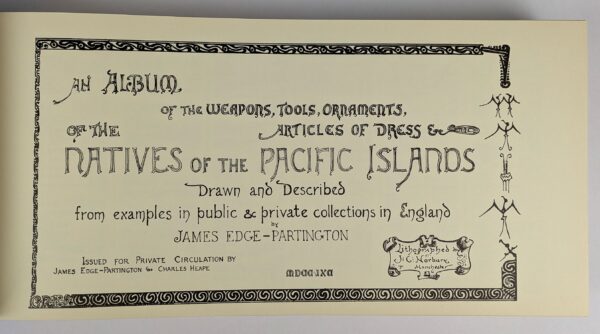 AN ALBUM
OF THE WEAPONS, TOOLS, ORNAMENTS,
OF THE ARTICLES OF DRESS &
NATIVES OF THE PACIFIC ISLANDS
Drawn and Described
from examples in public & private collections in England
BY
JAMES EDGE-PARTINGTON
ISSUED FOR PRIVATE CIRCULATION BY
JAMES EDGE-PARTINGTON & CHARLES HEAPE
Lithographed by
J. C. Norbury
Manchester